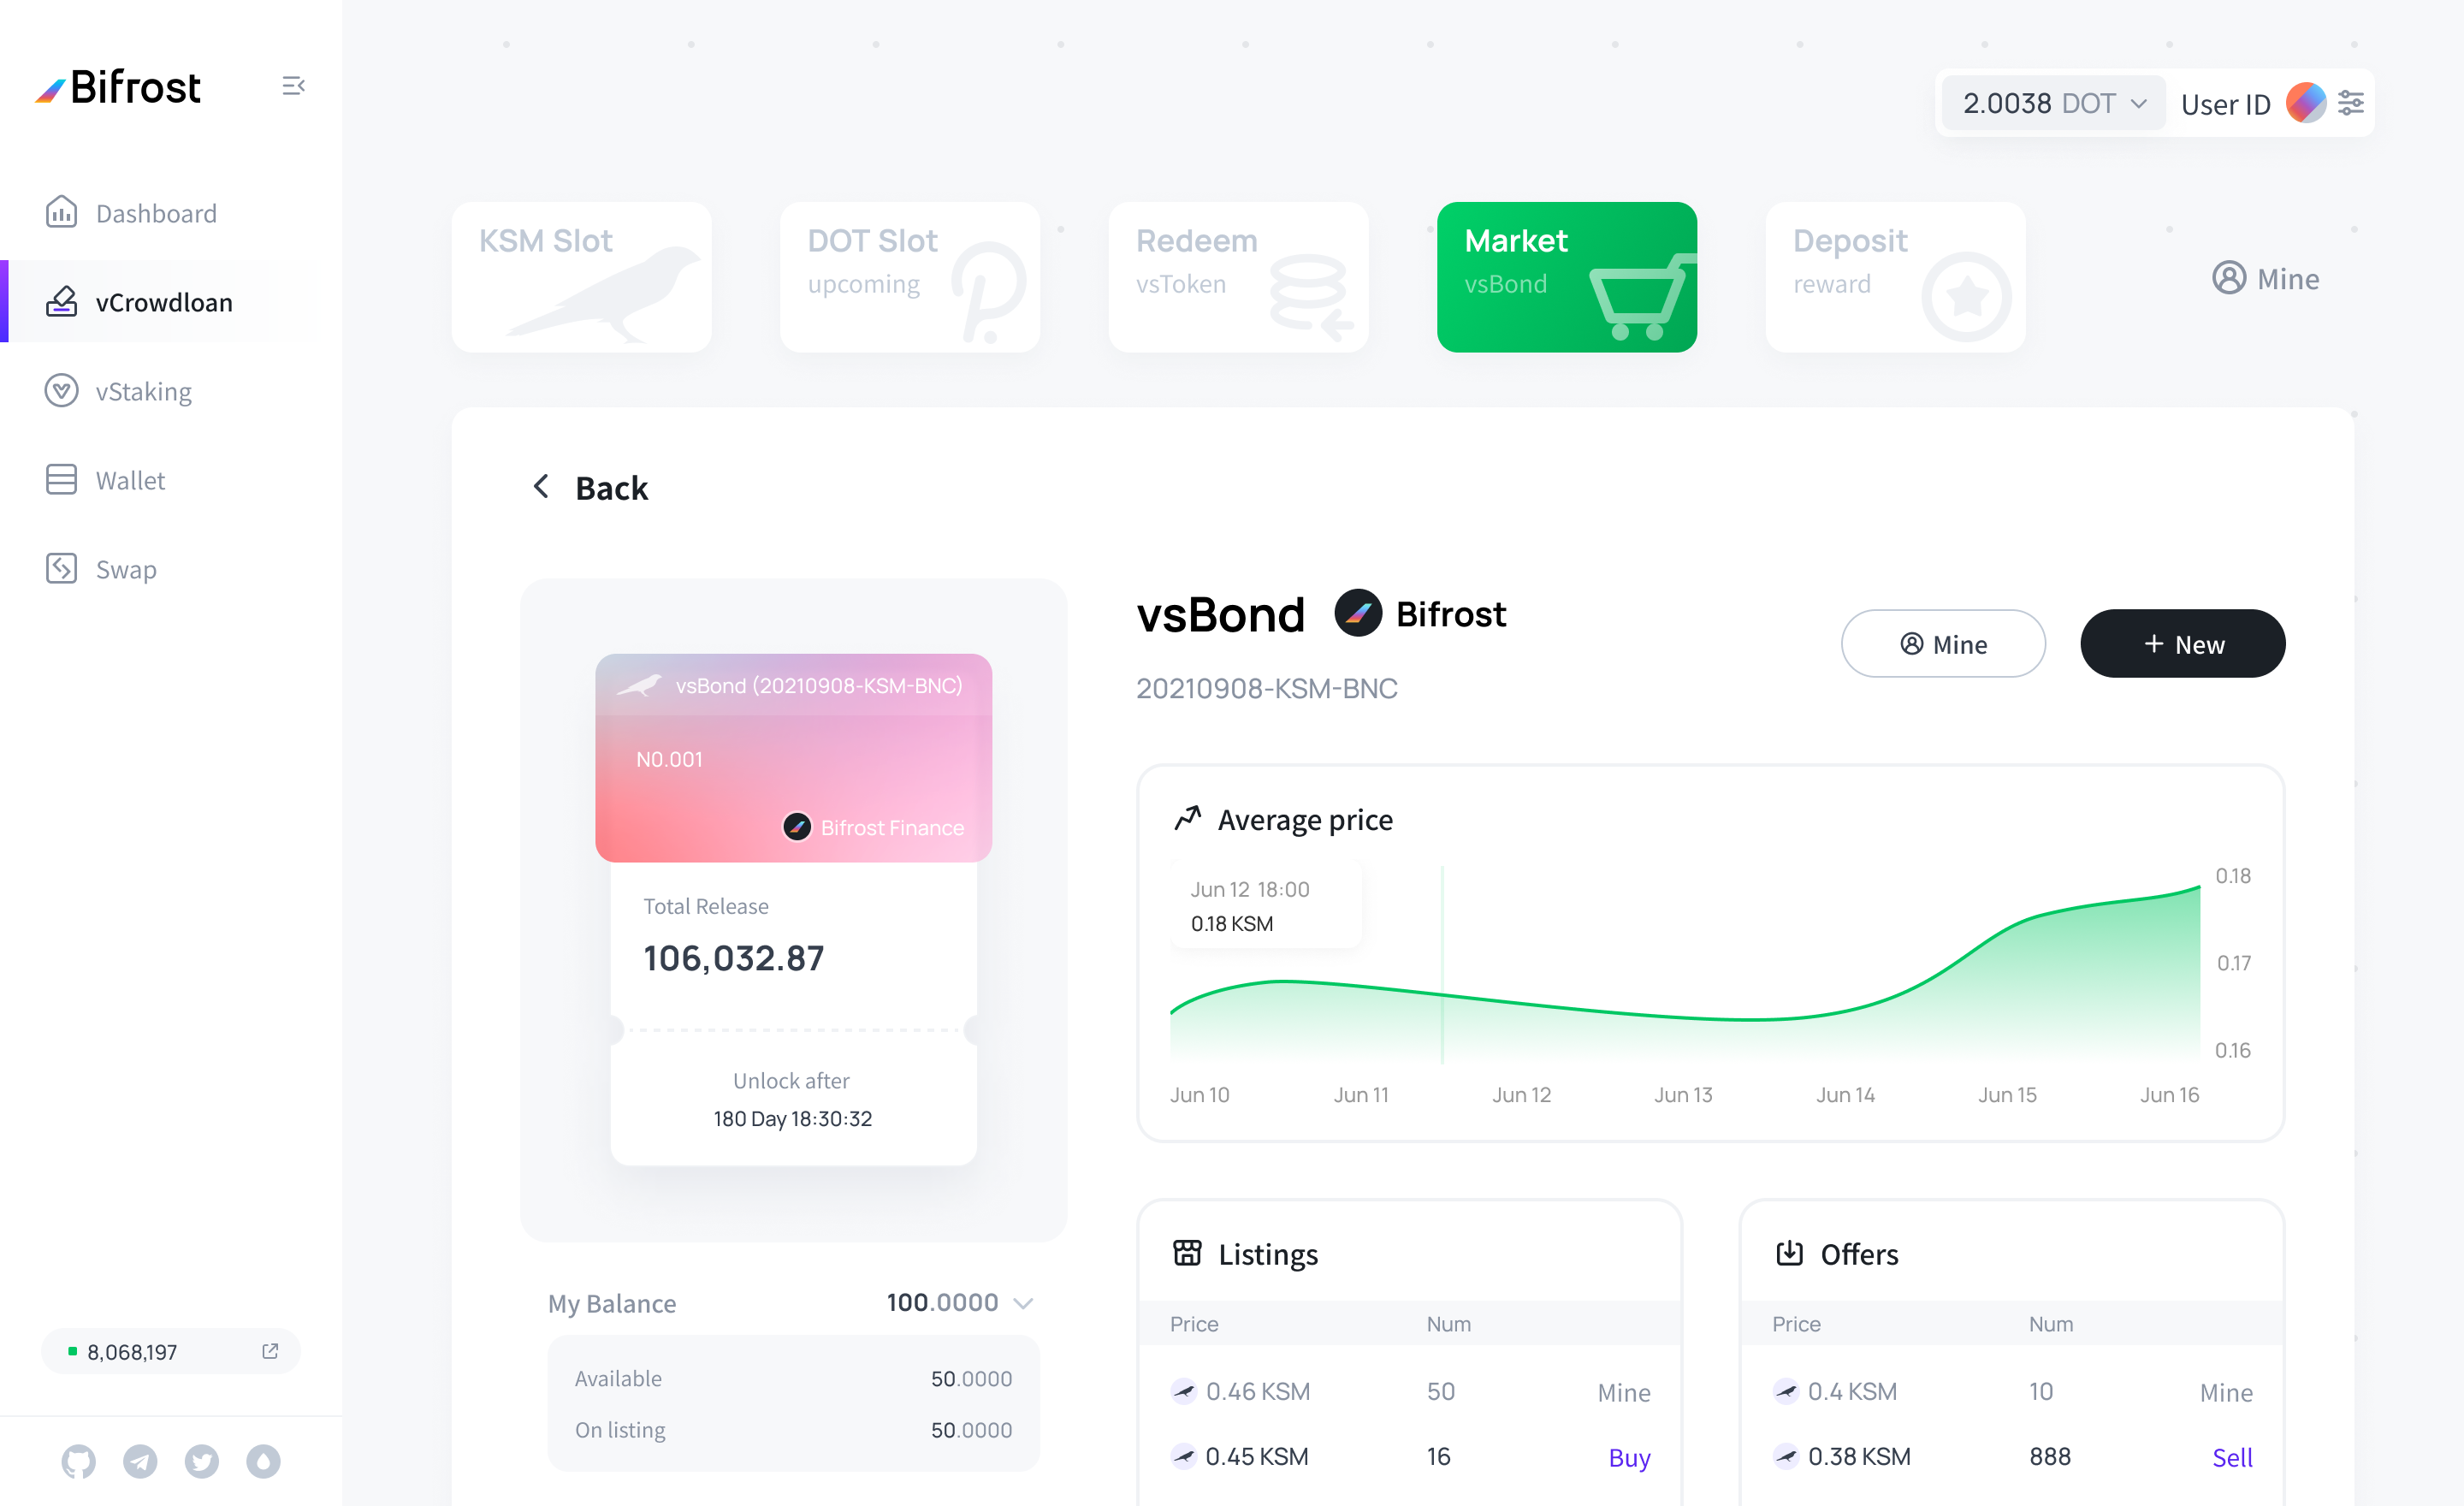 Bifrost
Dashboard
vCrowdloan
vStaking
Wallet
Swap
8,068,197
2.0038 DOT
User ID
KSM Slot
DOT Slot
upcoming
Redeem
vsToken
Market
vsBond
Deposit
reward
Mine
Back
vsBond (20210908-KSM-BNC)
N0.001
Bifrost Finance
Total Release
106,032.87
Unlock after
180 Day 18:30:32
My Balance 100.0000
Available 50.0000
On listing 50.0000
vsBond Bifrost
20210908-KSM-BNC
Mine
+ New
Average price
Jun 12 18:00
0.18 KSM
0.18
0.17
0.16
Jun 10 Jun 11 Jun 12 Jun 13 Jun 14 Jun 15 Jun 16
Listings
Price Num
0.46 KSM 50 Mine
0.45 KSM 16 Buy
Offers
Price Num
0.4 KSM 10 Mine
0.38 KSM 888 Sell